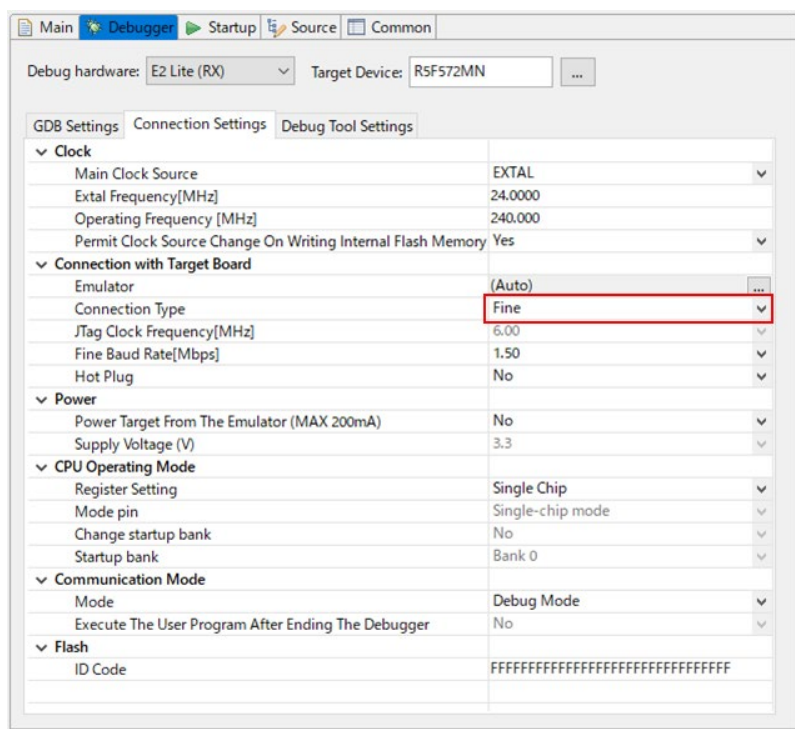 Main Debugger Startup Source Common
Debug hardware: E2 Lite (RX) Target Device: R5F572MN ...
GDB Settings Connection Settings Debug Tool Settings
Clock
Main Clock Source EXTAL
Extal Frequency[MHz] 24.0000
Operating Frequency [MHz] 240.000
Permit Clock Source Change On Writing Internal Flash Memory Yes
Connection with Target Board
Emulator (Auto) ...
Connection Type Fine
JTag Clock Frequency[MHz] 6.00
Fine Baud Rate[Mbps] 1.50
Hot Plug No
Power
Power Target From The Emulator (MAX 200mA) No
Supply Voltage (V) 3.3
CPU Operating Mode
Register Setting Single Chip
Mode pin Single-chip mode
Change startup bank No
Startup bank Bank 0
Communication Mode
Mode Debug Mode
Execute The User Program After Ending The Debugger No
Flash
ID Code FFFFFFFFFFFFFFFFFFFFFFFFFFFFFFFF